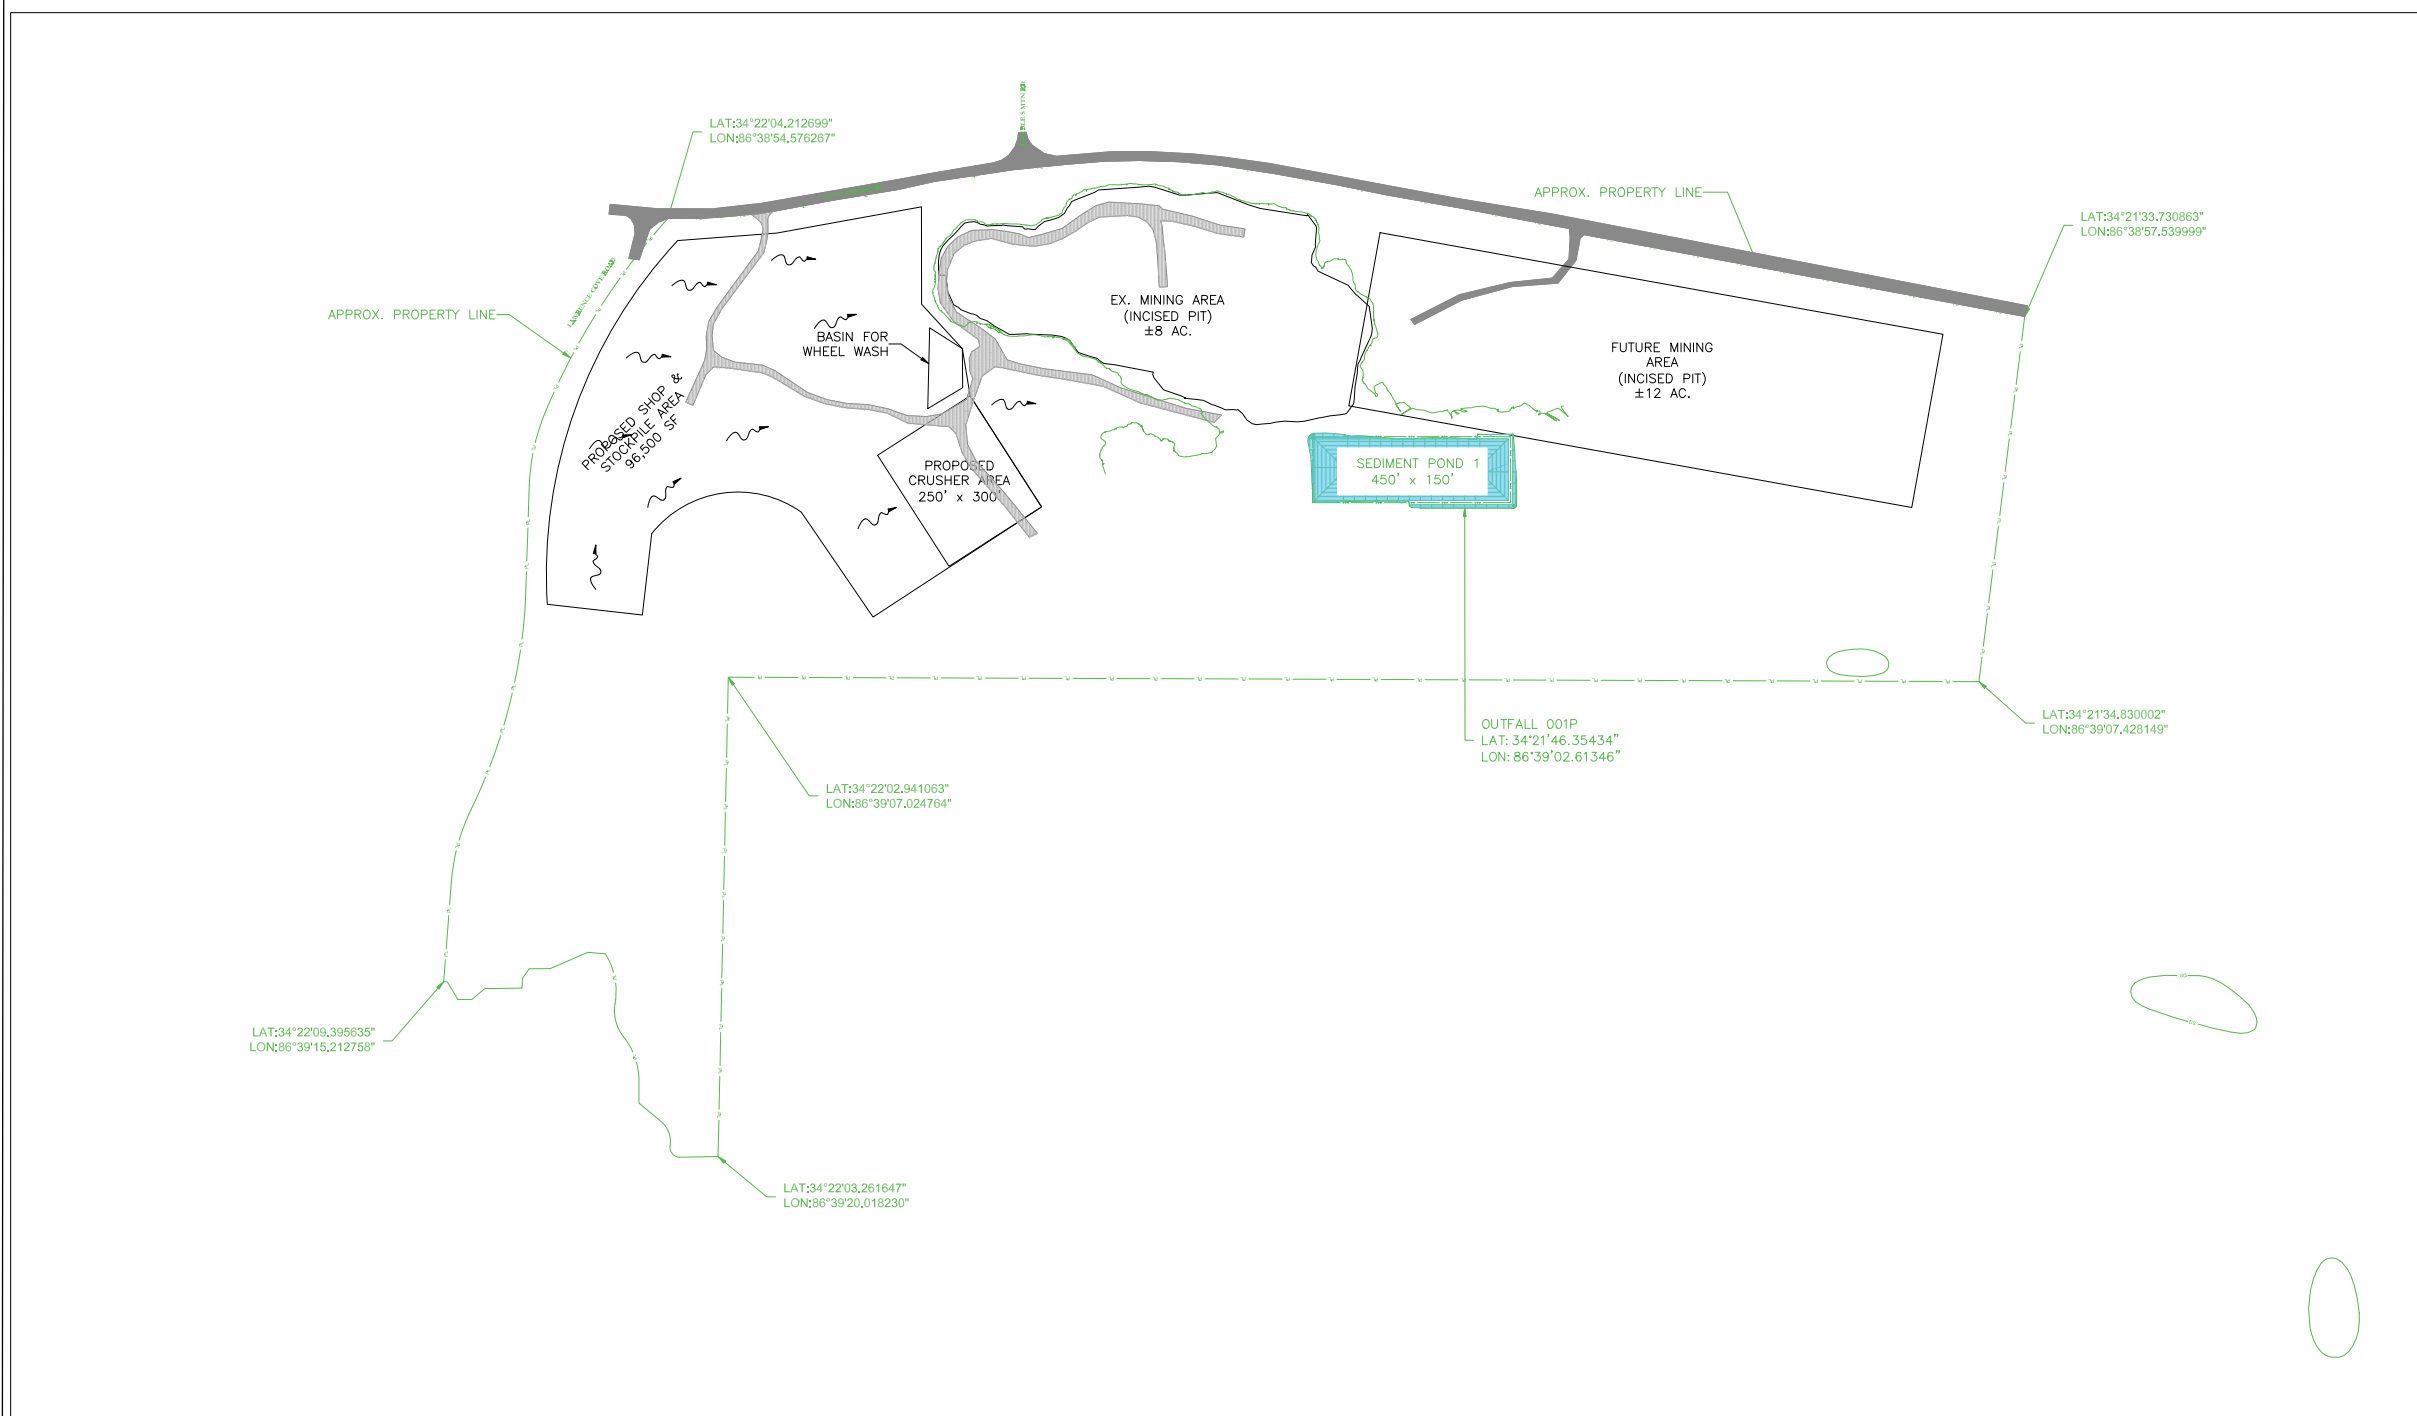 LAT:34°22'04.212699"
LON:86°38'54.576267"
APPROX. PROPERTY LINE
LAT:34°21'33.730863"
LON:86°38'57.539999"
APPROX. PROPERTY LINE
EX. MINING AREA
(INCISED PIT)
±8 AC.
BASIN FOR
WHEEL WASH
FUTURE MINING
AREA
(INCISED PIT)
±12 AC.
PROPOSED SHOP &
STOCKPILE AREA
96,500 SF
PROPOSED
CRUSHER AREA
250' x 300'
SEDIMENT POND 1
450' x 150'
OUTFALL 001P
LAT: 34°21'46.35434"
LON: 86°39'02.61346"
LAT:34°21'34.830002"
LON:86°39'07.428149"
LAT:34°22'02.941063"
LON:86°39'07.024764"
LAT:34°22'09.395635"
LON:86°39'15.212758"
LAT:34°22'03.261647"
LON:86°39'20.018230"